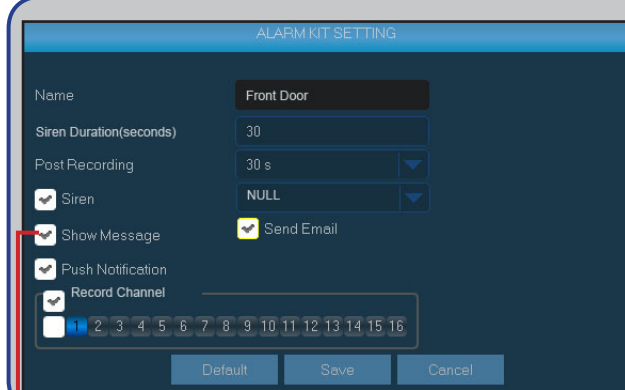 ALARM KIT SETTING
Name Front Door
Siren Duration(seconds) 30
Post Recording 30 s
Siren NULL
Show Message Send Email
Push Notification
Record Channel
1 2 3 4 5 6 7 8 9 10 11 12 13 14 15 16
Default Save Cancel